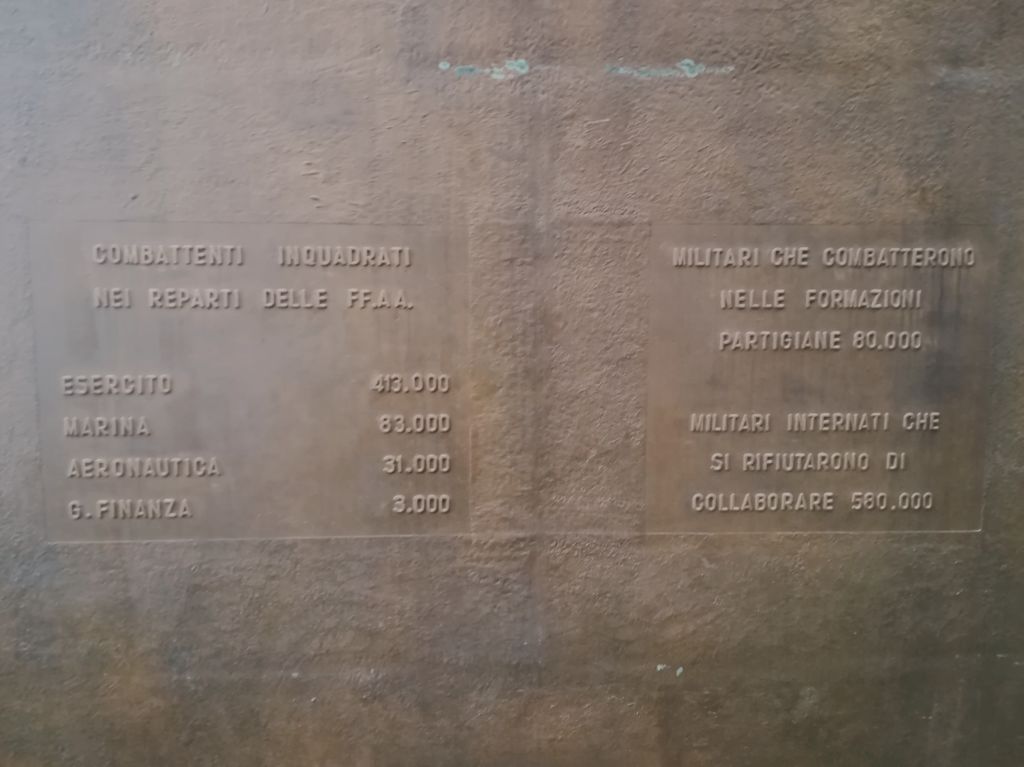 COMBATTENTI INQUADRATI
NEI REPARTI DELLE FF.A A.
ESERCITO 413.000
MARINA 83.000
AERONAUTICA 31.000
G. FINANZA 3.000
MILITARI CHE COMBATTERONO
NELLE FORMAZIONI
PARTIGIANE 80.000
MILITARI INTERNATI CHE
SI RIFIUTARONO DI
COLLABORARE 580.000